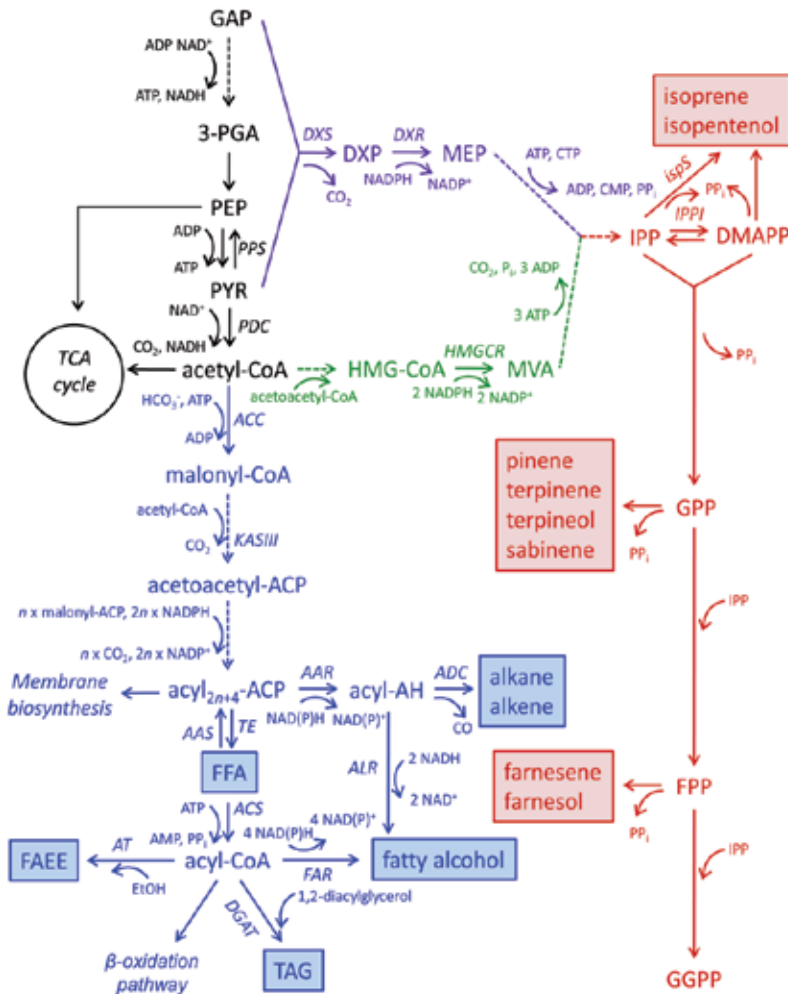 GAP
ADP NAD⁺
ATP, NADH
3-PGA
PEP
ADP
ATP
PPS
PYR
NAD⁺
PDC
CO₂, NADH
TCA
cycle
acetyl-CoA
DXS
DXP
CO₂
DXR
MEP
NADPH
NADP⁺
ATP, CTP
ADP, CMP, PPᵢ
isoprene
isopentenol
ispS
PPᵢ
IPPI
IPP
DMAPP
CO₂, Pᵢ, 3 ADP
3 ATP
acetoacetyl-CoA
HMG-CoA
HMGCR
MVA
2 NADPH
2 NADP⁺
PPᵢ
HCO₃⁻, ATP
ACC
ADP
malonyl-CoA
acetyl-CoA
CO₂
KASIII
acetoacetyl-ACP
n x malonyl-ACP, 2n x NADPH
n x CO₂, 2n x NADP⁺
pinene
terpinene
terpineol
sabinene
GPP
PPᵢ
IPP
Membrane
biosynthesis
acyl₂ₙ₊₄-ACP
AAR
NAD(P)H
NAD(P)⁺
acyl-AH
ADC
CO
alkane
alkene
AAS
TE
FFA
ALR
2 NADH
2 NAD⁺
farnesene
farnesol
FPP
PPᵢ
ATP
ACS
AMP, PPᵢ
4 NAD(P)H
4 NAD(P)⁺
FAEE
AT
EtOH
acyl-CoA
FAR
fatty alcohol
IPP
DGAT
1,2-diacylglycerol
β-oxidation
pathway
TAG
GGPP